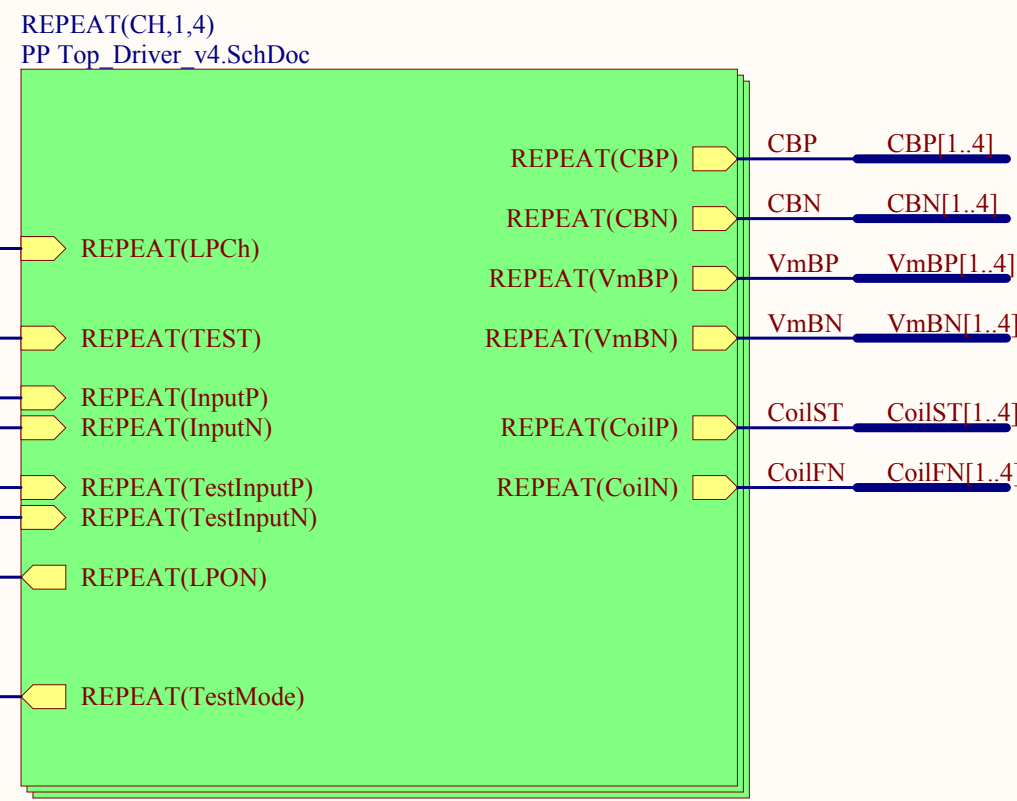 REPEAT(CH,1,4)
PP Top_Driver_v4.SchDoc
REPEAT(CBP) CBP CBP[1..4]
REPEAT(CBN) CBN CBN[1..4]
REPEAT(LPCh)
REPEAT(VmBP) VmBP VmBP[1..4]
REPEAT(TEST) REPEAT(VmBN) VmBN VmBN[1..4]
REPEAT(InputP)
REPEAT(InputN) REPEAT(CoilP) CoilST CoilST[1..4]
REPEAT(TestInputP) REPEAT(CoilN) CoilFN CoilFN[1..4]
REPEAT(TestInputN)
REPEAT(LPON)
REPEAT(TestMode)